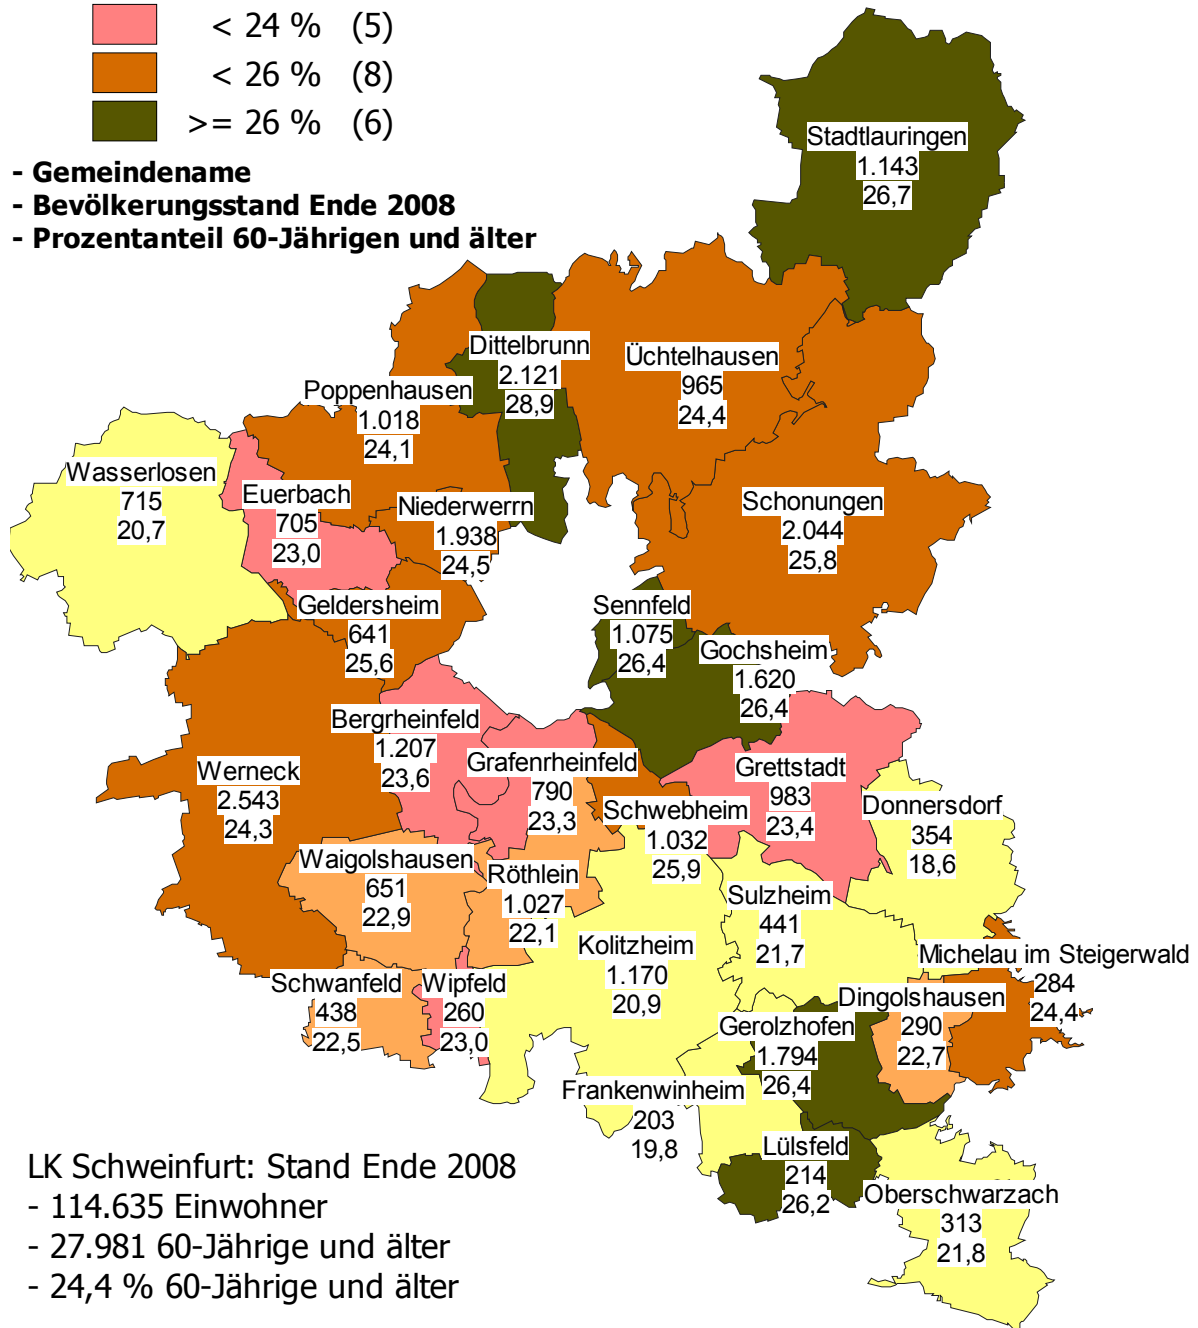 < 24 % (5)
< 26 % (8)
>= 26 % (6)
- Gemeindename
- Bevölkerungsstand Ende 2008
- Prozentanteil 60-Jährigen und älter
Stadtlauringen
1.143
26,7
Dittelbrunn
2.121
28,9
Üchtelhausen
965
24,4
Poppenhausen
1.018
24,1
Wasserlosen
715
20,7
Euerbach
705
23,0
Niederwerrn
1.938
24,5
Schonungen
2.044
25,8
Geldersheim
641
25,6
Sennfeld
1.075
26,4
Gochsheim
1.620
26,4
Bergrheinfeld
1.207
23,6
Grafenrheinfeld
790
23,3
Werneck
2.543
24,3
Grettstadt
983
23,4
Schwebheim
1.032
25,9
Donnersdorf
354
18,6
Waigolshausen
651
22,9
Röthlein
1.027
22,1
Sulzheim
441
21,7
Kolitzheim
1.170
20,9
Michelau im Steigerwald
284
24,4
Schwanfeld
438
22,5
Wipfeld
260
23,0
Dingolshausen
290
22,7
Gerolzhofen
1.794
26,4
Frankenwinheim
203
19,8
Lülsfeld
214
26,2
Oberschwarzach
313
21,8
LK Schweinfurt: Stand Ende 2008
- 114.635 Einwohner
- 27.981 60-Jährige und älter
- 24,4 % 60-Jährige und älter